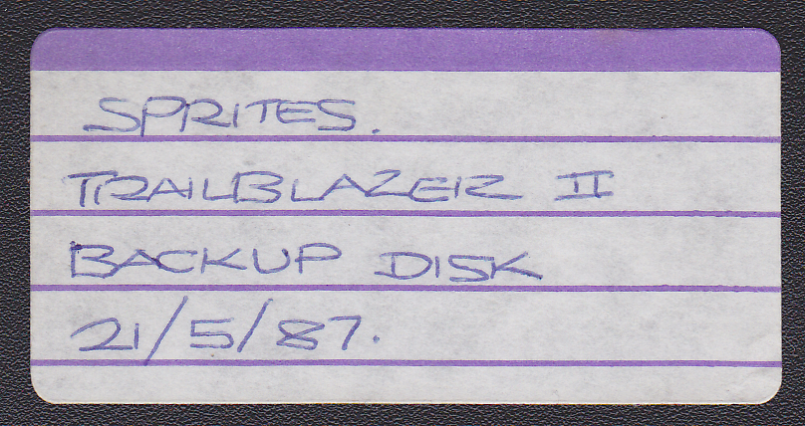 SPRITES.
TRAILBLAZER II
BACKUP DISK
21/5/87.